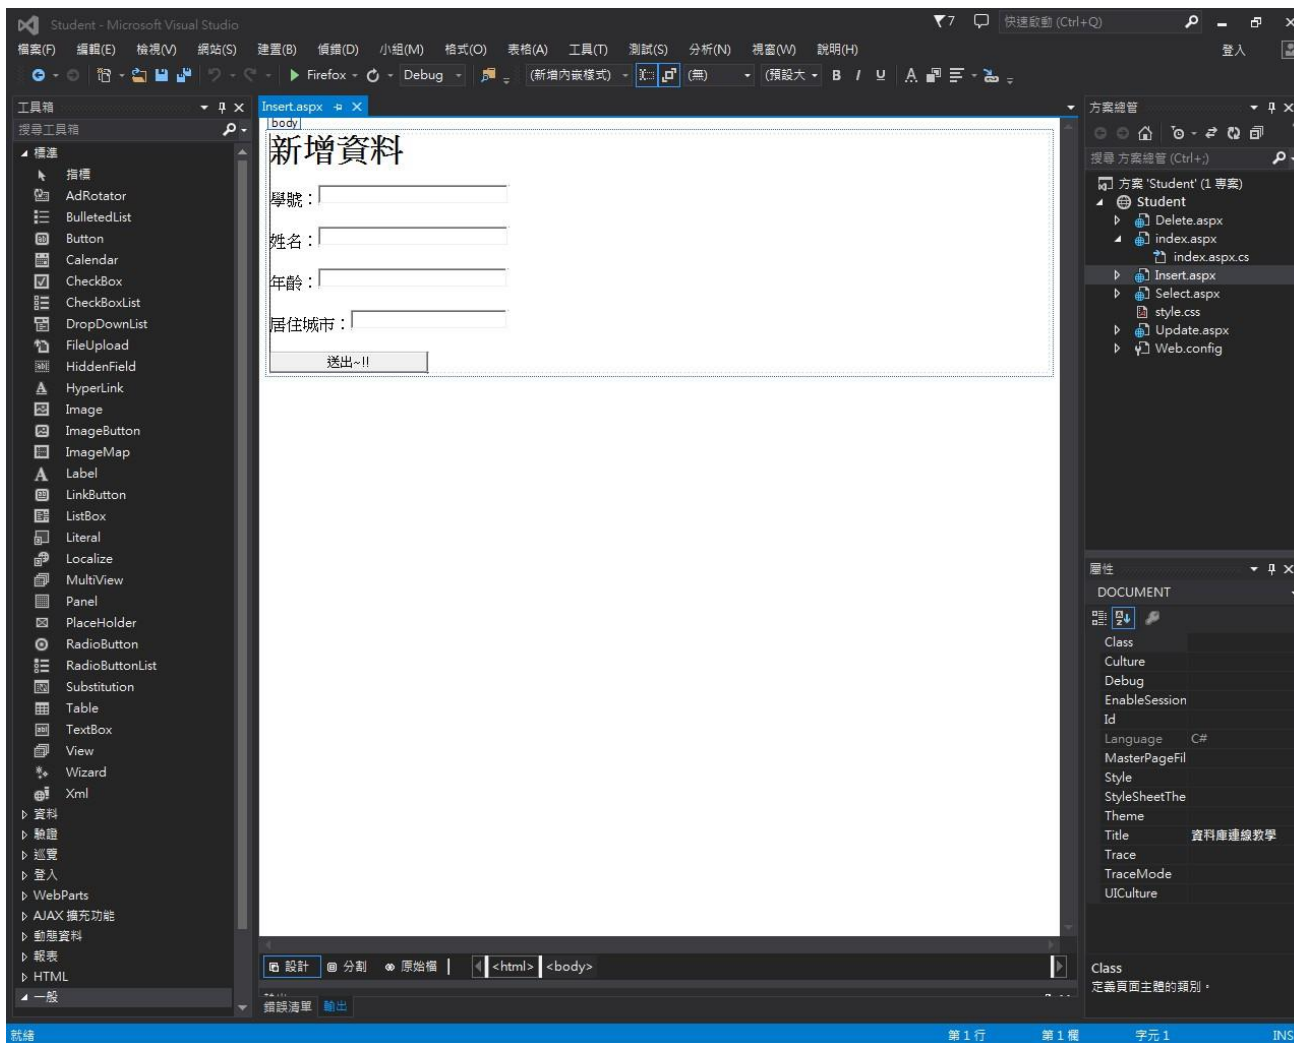 Student - Microsoft Visual Studio
7
快速啟動 (Ctrl+Q)
檔案(F) 編輯(E) 檢視(V) 網站(S) 建置(B) 偵錯(D) 小組(M) 格式(O) 表格(A) 工具(T) 測試(S) 分析(N) 視窗(W) 說明(H) 登入
Firefox Debug (新增內嵌樣式) (無) (預設大 B I U A
工具箱
搜尋工具箱
標準
指標
AdRotator
BulletedList
Button
Calendar
CheckBox
CheckBoxList
DropDownList
FileUpload
HiddenField
HyperLink
Image
ImageButton
ImageMap
Label
LinkButton
ListBox
Literal
Localize
MultiView
Panel
PlaceHolder
RadioButton
RadioButtonList
Substitution
Table
TextBox
View
Wizard
Xml
資料
驗證
巡覽
登入
WebParts
AJAX 擴充功能
動態資料
報表
HTML
一般
Insert.aspx
body
新增資料
學號：
姓名：
年齡：
居住城市：
送出~!!
設計 分割 原始檔 <html> <body>
錯誤清單 輸出
方案總管
搜尋 方案總管 (Ctrl+;)
方案 'Student' (1 專案)
Student
Delete.aspx
index.aspx
index.aspx.cs
Insert.aspx
Select.aspx
style.css
Update.aspx
Web.config
屬性
DOCUMENT
Class
Culture
Debug
EnableSession
Id
Language C#
MasterPageFil
Style
StyleSheetThe
Theme
Title 資料庫連線教學
Trace
TraceMode
UICulture
Class
定義頁面主體的類別。
就緒 第 1 行 第 1 欄 字元 1 INS